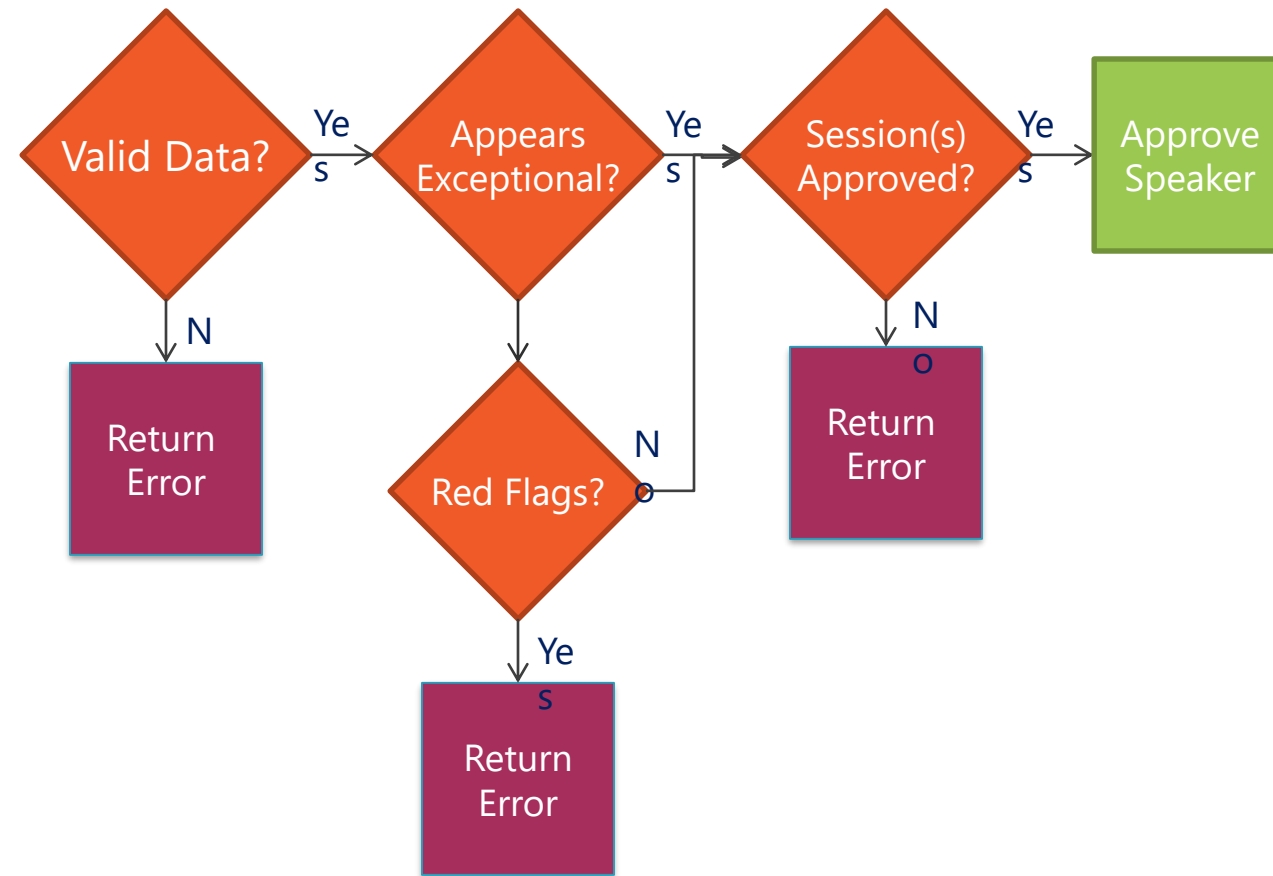 Valid Data?
Ye
s
Appears
Exceptional?
Ye
s
Session(s)
Approved?
Ye
s
Approve
Speaker
N
Return
Error
Red Flags?
N
o
N
o
Return
Error
Ye
s
Return
Error